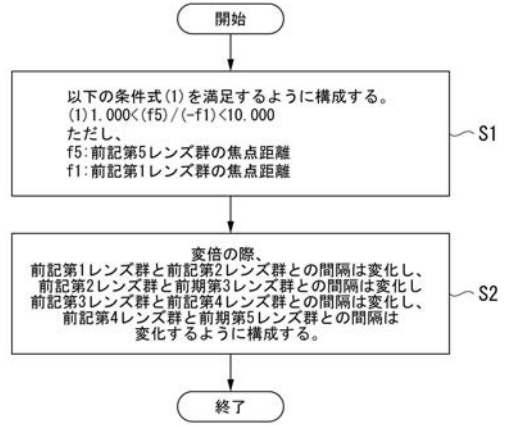 開始
以下の条件式(1)を満足するように構成する。
(1)1.000<(f5)/(-f1)<10.000
ただし、
f5:前記第5レンズ群の焦点距離
f1:前記第1レンズ群の焦点距離
S1
変倍の際、
前記第1レンズ群と前記第2レンズ群との間隔は変化し、
前記第2レンズ群と前期第3レンズ群との間隔は変化し
前記第3レンズ群と前記第4レンズ群との間隔は変化し、
前記第4レンズ群と前期第5レンズ群との間隔は
変化するように構成する。
S2
終了